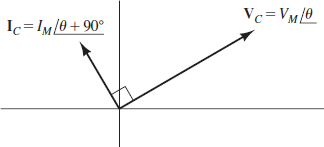 V_C = V_M/θ
I_C = I_M/θ + 90°